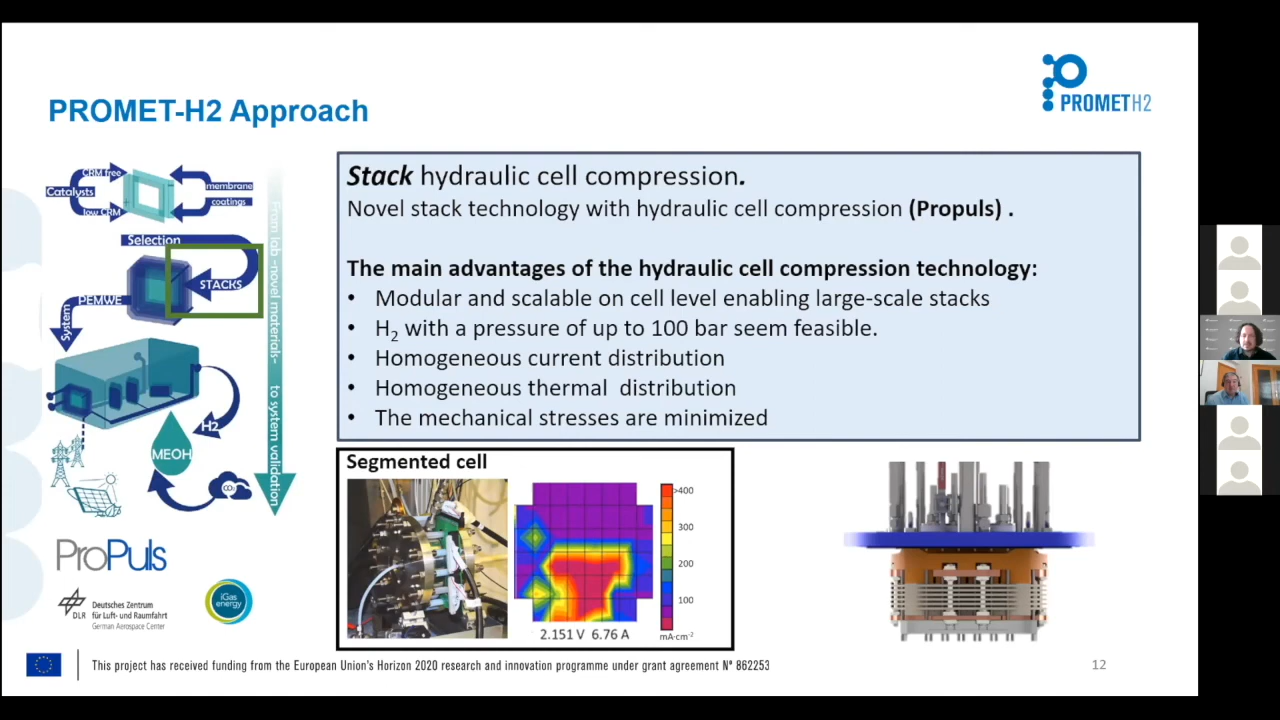 PROMET-H2 Approach
PROMETH2
CRM free
Catalysts
low CRM
membrane
coatings
Selection
STACKS
PEMWE
System
H2
MEOH
CO2
From lab -novel materials- to system validation
Stack hydraulic cell compression.
Novel stack technology with hydraulic cell compression (Propuls) .
The main advantages of the hydraulic cell compression technology:
• Modular and scalable on cell level enabling large-scale stacks
• H2 with a pressure of up to 100 bar seem feasible.
• Homogeneous current distribution
• Homogeneous thermal distribution
• The mechanical stresses are minimized
Segmented cell
>400
300
200
100
mA·cm-2
2.151 V 6.76 A
ProPuls
DLR
Deutsches Zentrum
für Luft- und Raumfahrt
German Aerospace Center
iGas
energy
This project has received funding from the European Union's Horizon 2020 research and innovation programme under grant agreement Nº 862253
12